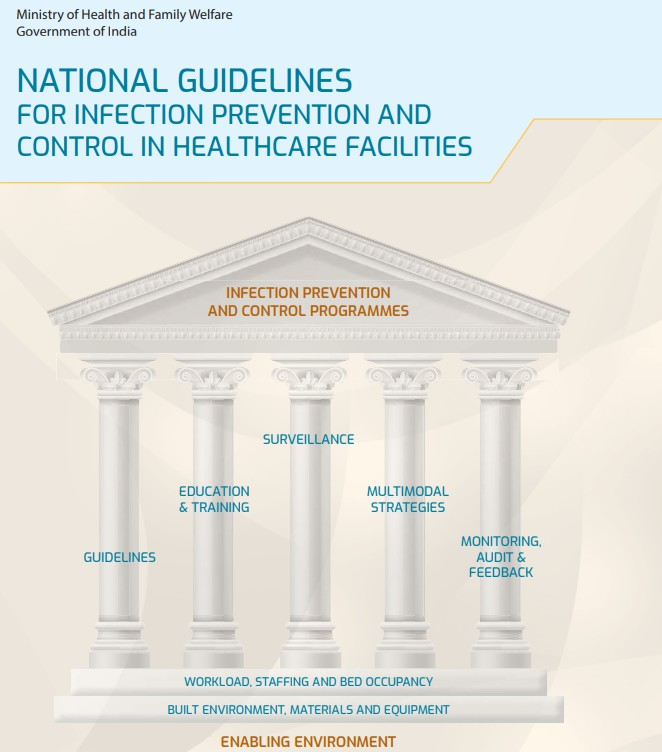 Ministry of Health and Family Welfare
Government of India
NATIONAL GUIDELINES
FOR INFECTION PREVENTION AND
CONTROL IN HEALTHCARE FACILITIES
INFECTION PREVENTION
AND CONTROL PROGRAMMES
GUIDELINES
EDUCATION
& TRAINING
SURVEILLANCE
MULTIMODAL
STRATEGIES
MONITORING,
AUDIT &
FEEDBACK
WORKLOAD, STAFFING AND BED OCCUPANCY
BUILT ENVIRONMENT, MATERIALS AND EQUIPMENT
ENABLING ENVIRONMENT